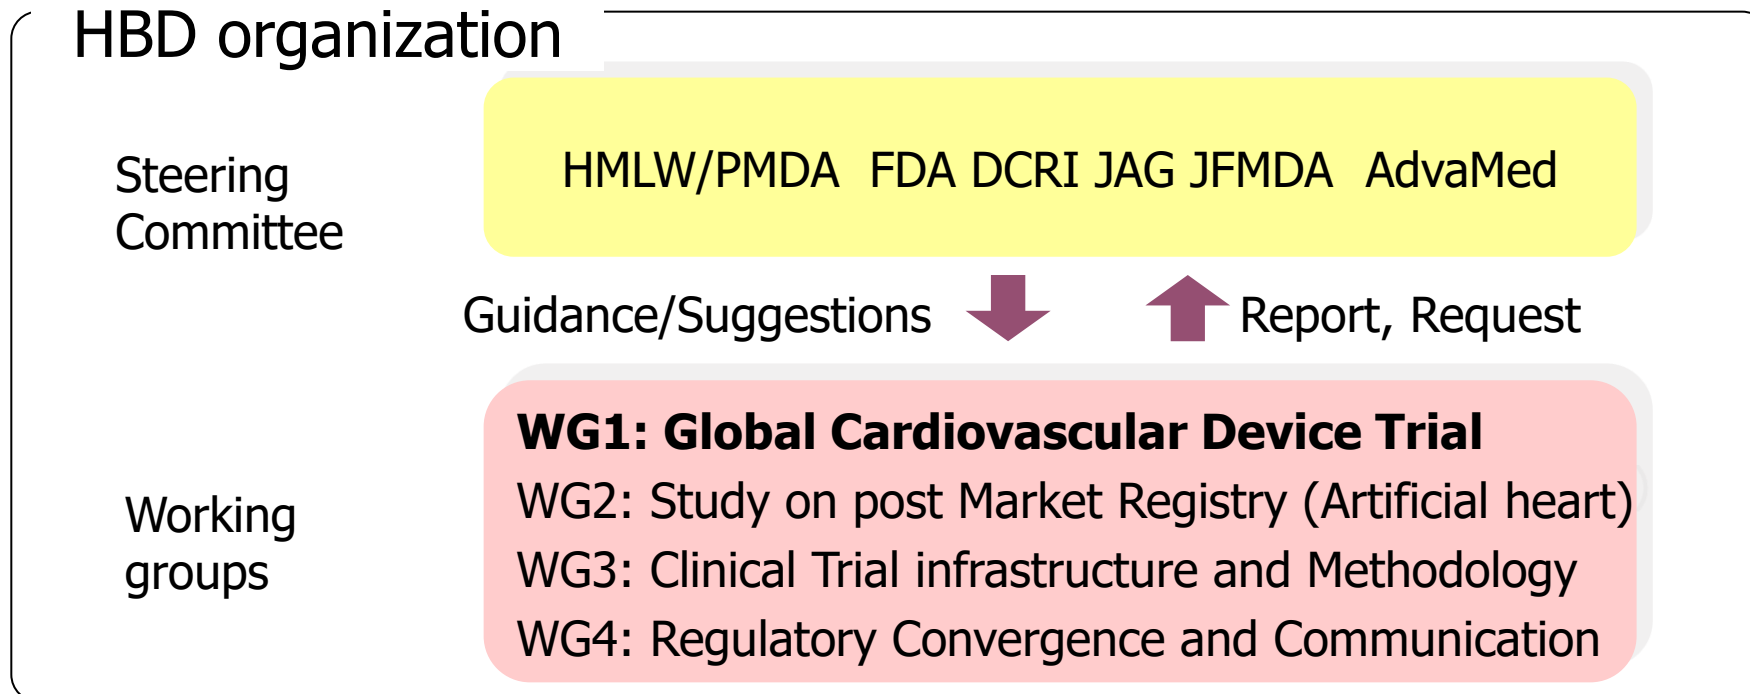 HBD organization
Steering
Committee
HMLW/PMDA FDA DCRI JAG JFMDA AdvaMed
Guidance/Suggestions
Report, Request
Working
groups
WG1: Global Cardiovascular Device Trial
WG2: Study on post Market Registry (Artificial heart)
WG3: Clinical Trial infrastructure and Methodology
WG4: Regulatory Convergence and Communication